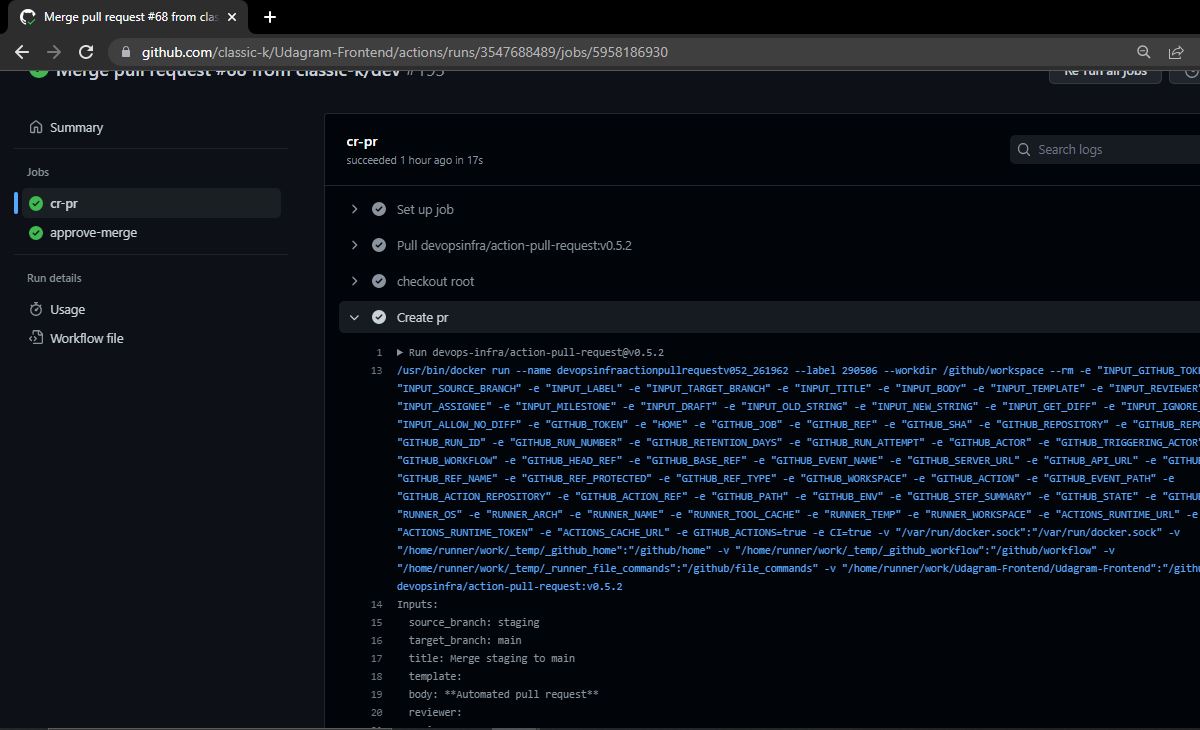 Merge pull request #68 from clas
github.com/classic-k/Udagram-Frontend/actions/runs/3547688489/jobs/5958186930
Merge pull request #68 from classic-k/dev #193
Re-run all jobs
Summary
Jobs
cr-pr
approve-merge
Run details
Usage
Workflow file
cr-pr
succeeded 1 hour ago in 17s
Search logs
Set up job
Pull devopsinfra/action-pull-request:v0.5.2
checkout root
Create pr
1 ▶ Run devops-infra/action-pull-request@v0.5.2
13 /usr/bin/docker run --name devopsinfraactionpullrequestv052_261962 --label 290506 --workdir /github/workspace --rm -e "INPUT_GITHUB_TOKE
"INPUT_SOURCE_BRANCH" -e "INPUT_LABEL" -e "INPUT_TARGET_BRANCH" -e "INPUT_TITLE" -e "INPUT_BODY" -e "INPUT_TEMPLATE" -e "INPUT_REVIEWER"
"INPUT_ASSIGNEE" -e "INPUT_MILESTONE" -e "INPUT_DRAFT" -e "INPUT_OLD_STRING" -e "INPUT_NEW_STRING" -e "INPUT_GET_DIFF" -e "INPUT_IGNORE_
"INPUT_ALLOW_NO_DIFF" -e "GITHUB_TOKEN" -e "HOME" -e "GITHUB_JOB" -e "GITHUB_REF" -e "GITHUB_SHA" -e "GITHUB_REPOSITORY" -e "GITHUB_REPO
"GITHUB_RUN_ID" -e "GITHUB_RUN_NUMBER" -e "GITHUB_RETENTION_DAYS" -e "GITHUB_RUN_ATTEMPT" -e "GITHUB_ACTOR" -e "GITHUB_TRIGGERING_ACTOR"
"GITHUB_WORKFLOW" -e "GITHUB_HEAD_REF" -e "GITHUB_BASE_REF" -e "GITHUB_EVENT_NAME" -e "GITHUB_SERVER_URL" -e "GITHUB_API_URL" -e "GITHU
"GITHUB_REF_NAME" -e "GITHUB_REF_PROTECTED" -e "GITHUB_REF_TYPE" -e "GITHUB_WORKSPACE" -e "GITHUB_ACTION" -e "GITHUB_EVENT_PATH" -e
"GITHUB_ACTION_REPOSITORY" -e "GITHUB_ACTION_REF" -e "GITHUB_PATH" -e "GITHUB_ENV" -e "GITHUB_STEP_SUMMARY" -e "GITHUB_STATE" -e "GITHU
"RUNNER_OS" -e "RUNNER_ARCH" -e "RUNNER_NAME" -e "RUNNER_TOOL_CACHE" -e "RUNNER_TEMP" -e "RUNNER_WORKSPACE" -e "ACTIONS_RUNTIME_URL" -e
"ACTIONS_RUNTIME_TOKEN" -e "ACTIONS_CACHE_URL" -e GITHUB_ACTIONS=true -e CI=true -v "/var/run/docker.sock":"/var/run/docker.sock" -v
"/home/runner/work/_temp/_github_home":"/github/home" -v "/home/runner/work/_temp/_github_workflow":"/github/workflow" -v
"/home/runner/work/_temp/_runner_file_commands":"/github/file_commands" -v "/home/runner/work/Udagram-Frontend/Udagram-Frontend":"/githu
devopsinfra/action-pull-request:v0.5.2
14 Inputs:
15 source_branch: staging
16 target_branch: main
17 title: Merge staging to main
18 template:
19 body: **Automated pull request**
20 reviewer: